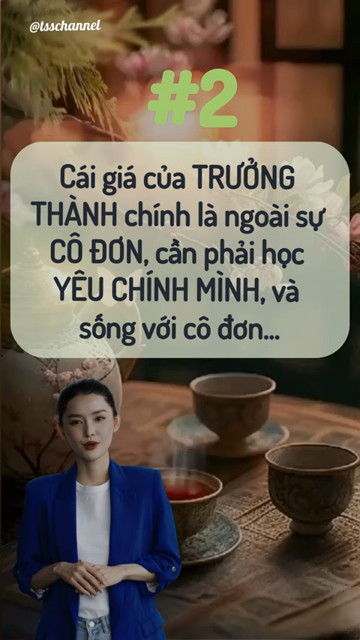 @tsschannel
#2
Cái giá của TRƯỞNG
THÀNH chính là ngoài sự
CÔ ĐƠN, cần phải học
YÊU CHÍNH MÌNH, và
sống với cô đơn...